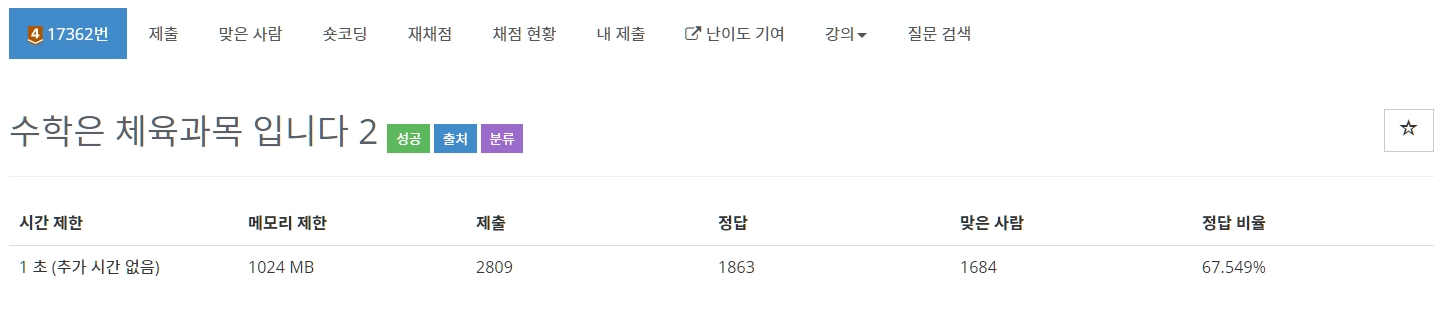 4 17362번 제출 맞은 사람 숏코딩 재채점 채점 현황 내 제출 난이도 기여 강의 질문 검색
수학은 체육과목 입니다 2 성공 출처 분류
시간 제한 메모리 제한 제출 정답 맞은 사람 정답 비율
1 초 (추가 시간 없음) 1024 MB 2809 1863 1684 67.549%